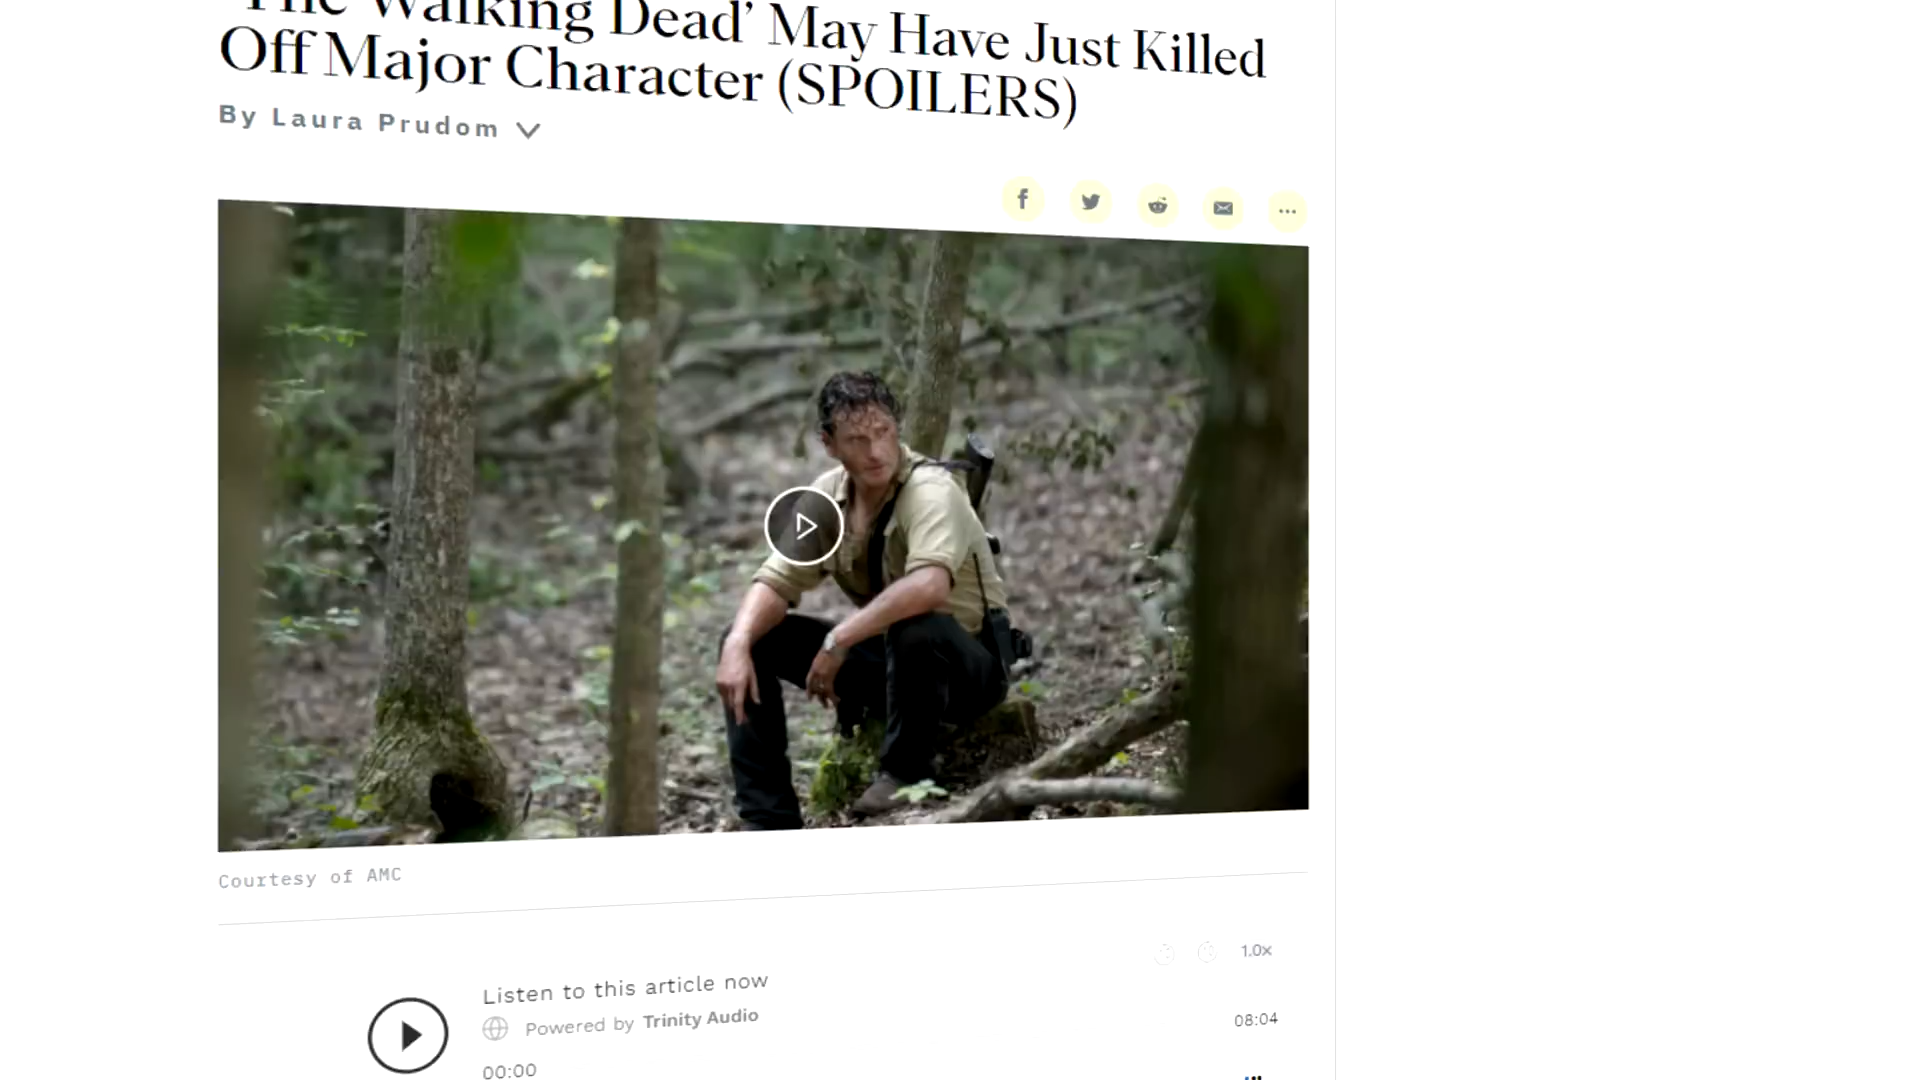 'The Walking Dead' May Have Just Killed
Off Major Character (SPOILERS)
By Laura Prudom
Courtesy of AMC
1.0x
Listen to this article now
Powered by Trinity Audio
08:04
00:00